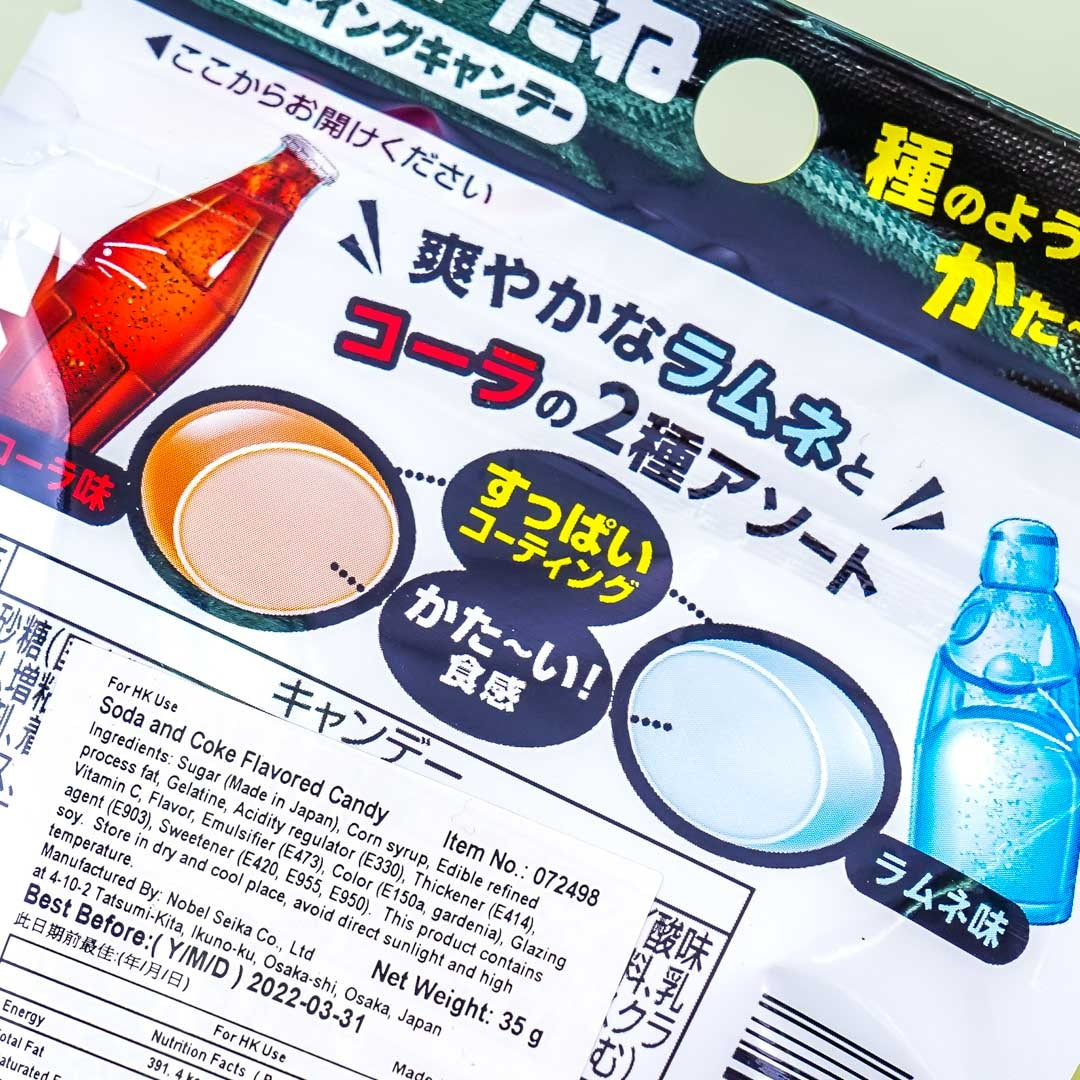 たね
イングキャンデー
◀ここからお開けください
種のよう
かた〜
爽やかなラムネと
コーラの2種アソート
コーラ味
すっぱい
コーティング
かた〜い!
食感
ラムネ味
キャンデー
For HK Use
Soda and Coke Flavored Candy
Item No.: 072498
Ingredients: Sugar (Made in Japan), Corn syrup, Edible refined
process fat, Gelatine, Acidity regulator (E330), Thickener (E414),
Vitamin C, Flavor, Emulsifier (E473), Color (E150a, gardenia), Glazing
agent (E903), Sweetener (E420, E955, E950). This product contains
soy. Store in dry and cool place, avoid direct sunlight and high
temperature.
Manufactured By: Nobel Seika Co., Ltd
at 4-10-2 Tatsumi-Kita, Ikuno-ku, Osaka-shi, Osaka, Japan
Best Before:( Y/M/D ) 2022-03-31
Net Weight: 35 g
此日期前最佳:(年/月/日)
For HK Use
Nutrition Facts
Made
Energy
391. 4
Total Fat